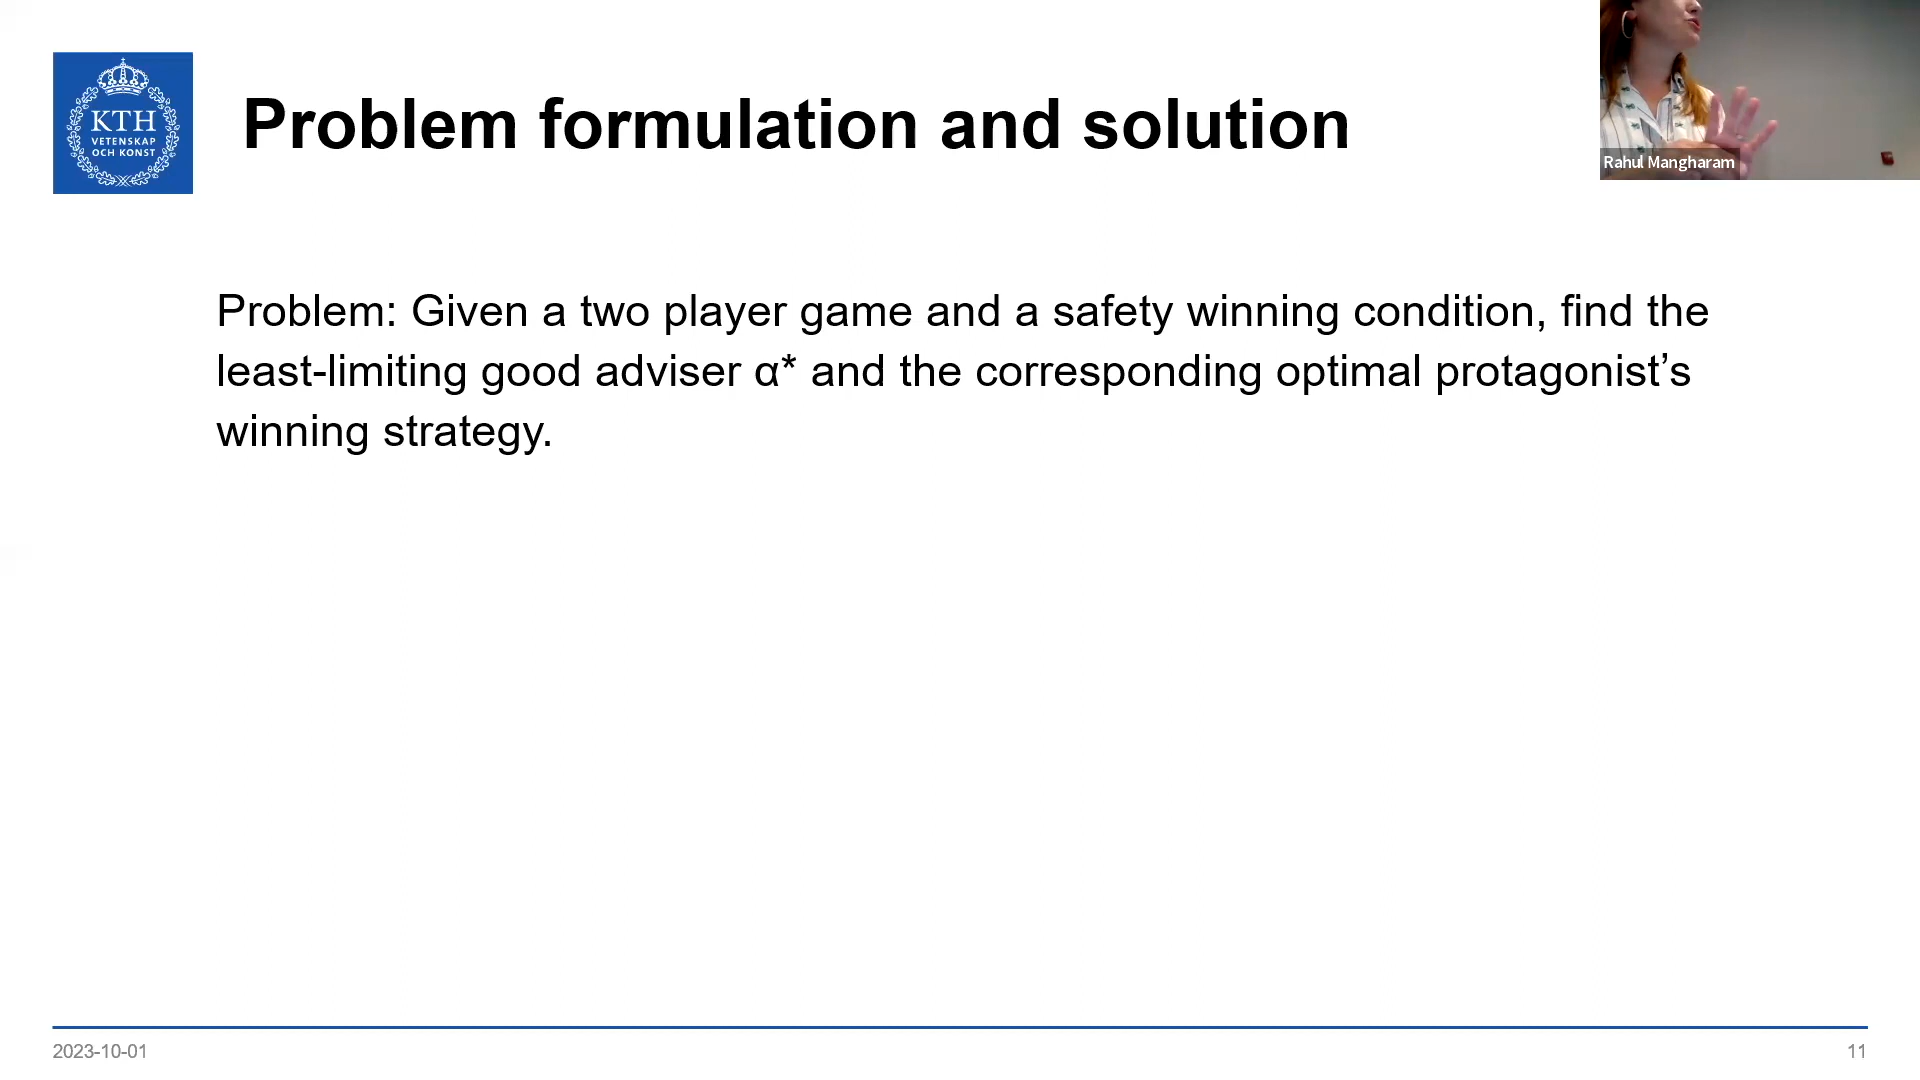 KTH
VETENSKAP
OCH KONST
Problem formulation and solution
Rahul Mangharam
Problem: Given a two player game and a safety winning condition, find the
least-limiting good adviser α* and the corresponding optimal protagonist’s
winning strategy.
2023-10-01
11